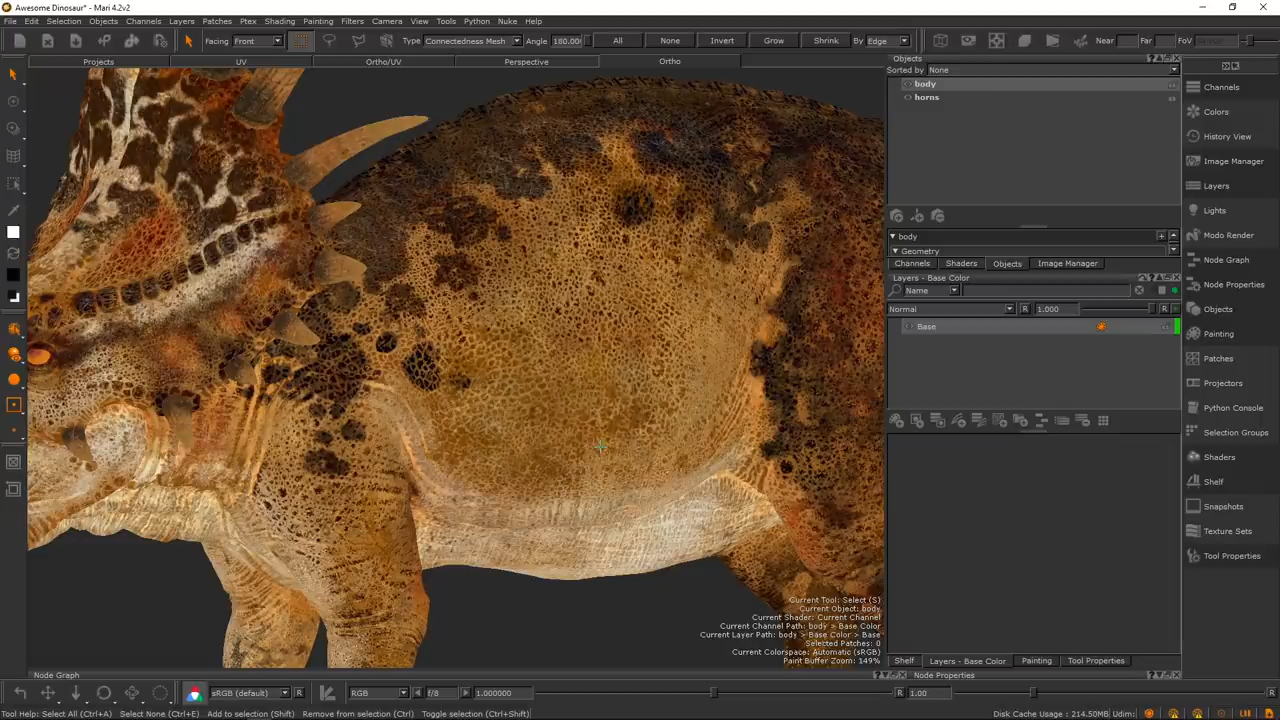 Awesome Dinosaur* - Mari 4.2v2
File Edit Selection Objects Channels Layers Patches Ptex Shading Painting Filters Camera View Tools Python Nuke Help
Facing Front Type Connectedness Mesh Angle 180.00 All None Invert Grow Shrink By Edge Near Far FoV
Projects UV Ortho/UV Perspective Ortho
Objects
Sorted by None
body
horns
body
Geometry
Channels Shaders Objects Image Manager
Layers - Base Color
Name
Normal R 1.000 R
Base
Shelf Layers - Base Color Painting Tool Properties
Channels
Colors
History View
Image Manager
Layers
Lights
Modo Render
Node Graph
Node Properties
Objects
Painting
Patches
Projectors
Python Console
Selection Groups
Shaders
Shelf
Snapshots
Texture Sets
Tool Properties
Current Tool: Select (S)
Current Object: body
Current Shader: Current Channel
Current Channel Path: body > Base Color
Current Layer Path: body > Base Color > Base
Selected Patches: 0
Current Colorspace: Automatic (sRGB)
Paint Buffer Zoom: 149%
Node Graph Node Properties
sRGB (default) R RGB f/8 1.000000 R 1.00 R
Tool Help: Select All (Ctrl+A) Select None (Ctrl+E) Add to selection (Shift) Remove from selection (Ctrl) Toggle selection (Ctrl+Shift) Disk Cache Usage : 214.50MB Udim: